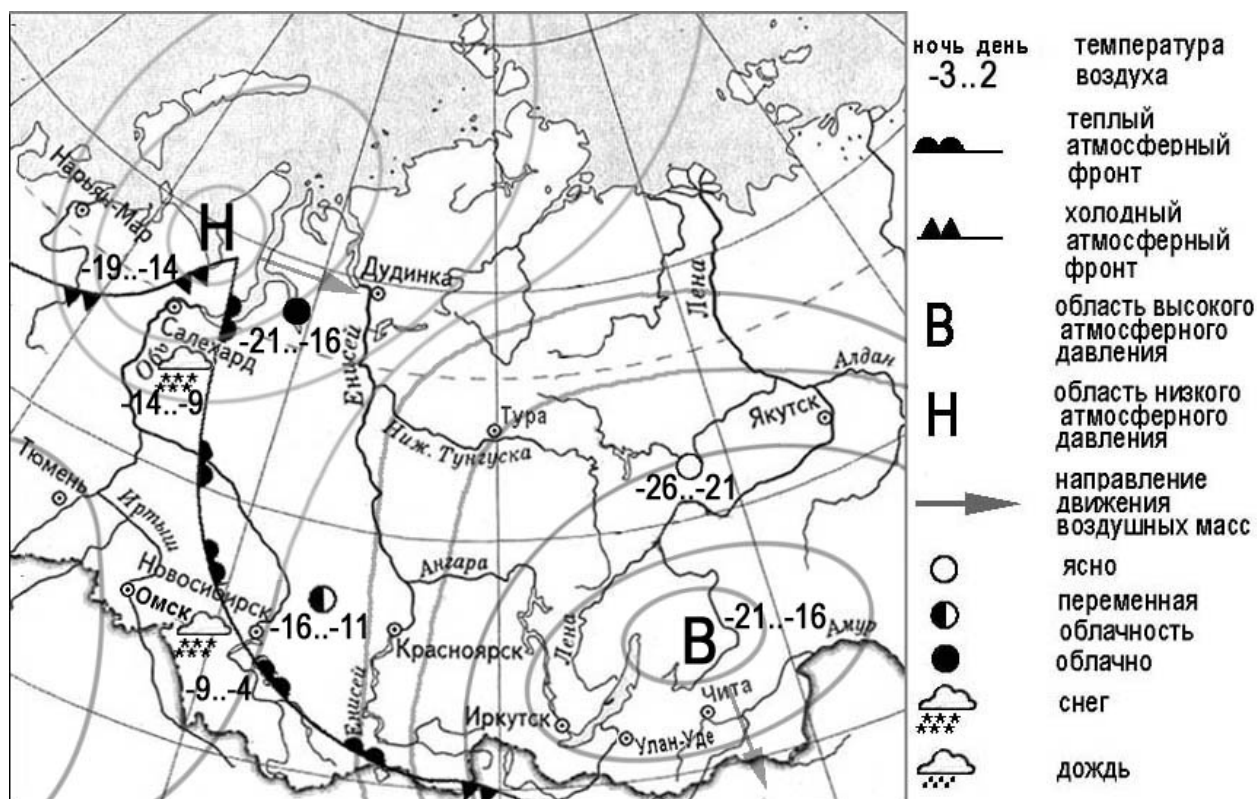 Нарьян-Мар
Н
-19..-14
Дудинка
Салехард
-21..-16
Обь
-14..-9
Енисей
Лена
Алдан
Тура
Якутск
Ниж. Тунгуска
-26..-21
Тюмень
Иртыш
Ангара
Новосибирск
Омск
-16..-11
Красноярск
Лена
В
-21..-16
Амур
-9..-4
Енисей
Иркутск
Улан-Уде
Чита
ночь день
-3..2
температура
воздуха
теплый
атмосферный
фронт
холодный
атмосферный
фронт
В
область высокого
атмосферного
давления
Н
область низкого
атмосферного
давления
направление
движения
воздушных масс
ясно
переменная
облачность
облачно
снег
дождь